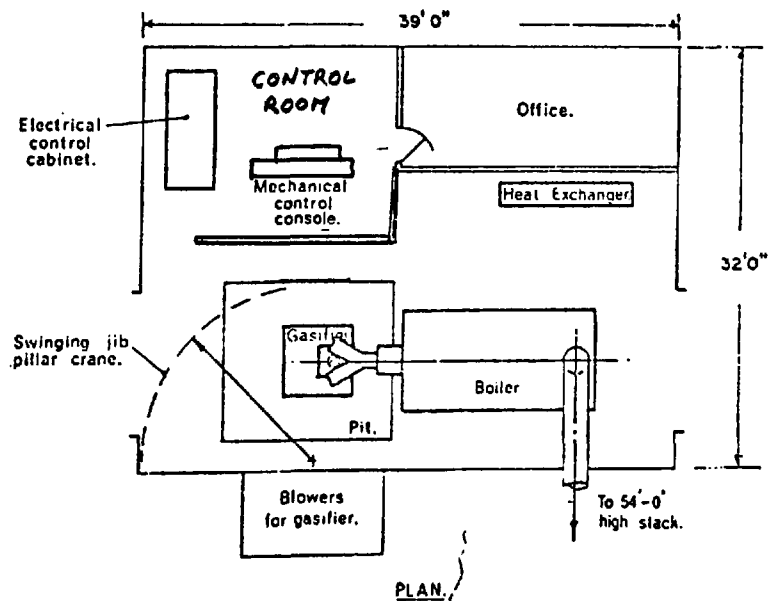 39'0"
CONTROL
ROOM
Office.
Electrical
control
cabinet.
Mechanical
control
console.
Heat Exchanger
32'0"
Swinging jib
pillar crane.
Gasifier
Boiler
Pit.
Blowers
for gasifier.
To 54'-0"
high stack.
PLAN.